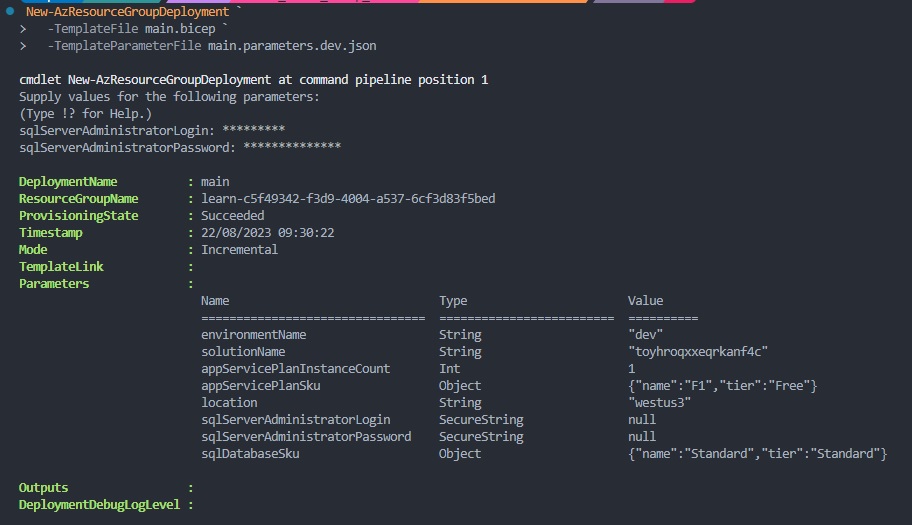 New-AzResourceGroupDeployment `
>   -TemplateFile main.bicep `
>   -TemplateParameterFile main.parameters.dev.json
cmdlet New-AzResourceGroupDeployment at command pipeline position 1
Supply values for the following parameters:
(Type !? for Help.)
sqlServerAdministratorLogin: *********
sqlServerAdministratorPassword: **************
DeploymentName : main
ResourceGroupName : learn-c5f49342-f3d9-4004-a537-6cf3d83f5bed
ProvisioningState : Succeeded
Timestamp : 22/08/2023 09:30:22
Mode : Incremental
TemplateLink :
Parameters :
Name Type Value
=============================== ========================= ==========
environmentName String "dev"
solutionName String "toyhroqxxeqrkanf4c"
appServicePlanInstanceCount Int 1
appServicePlanSku Object {"name":"F1","tier":"Free"}
location String "westus3"
sqlServerAdministratorLogin SecureString null
sqlServerAdministratorPassword SecureString null
sqlDatabaseSku Object {"name":"Standard","tier":"Standard"}
Outputs :
DeploymentDebugLogLevel :